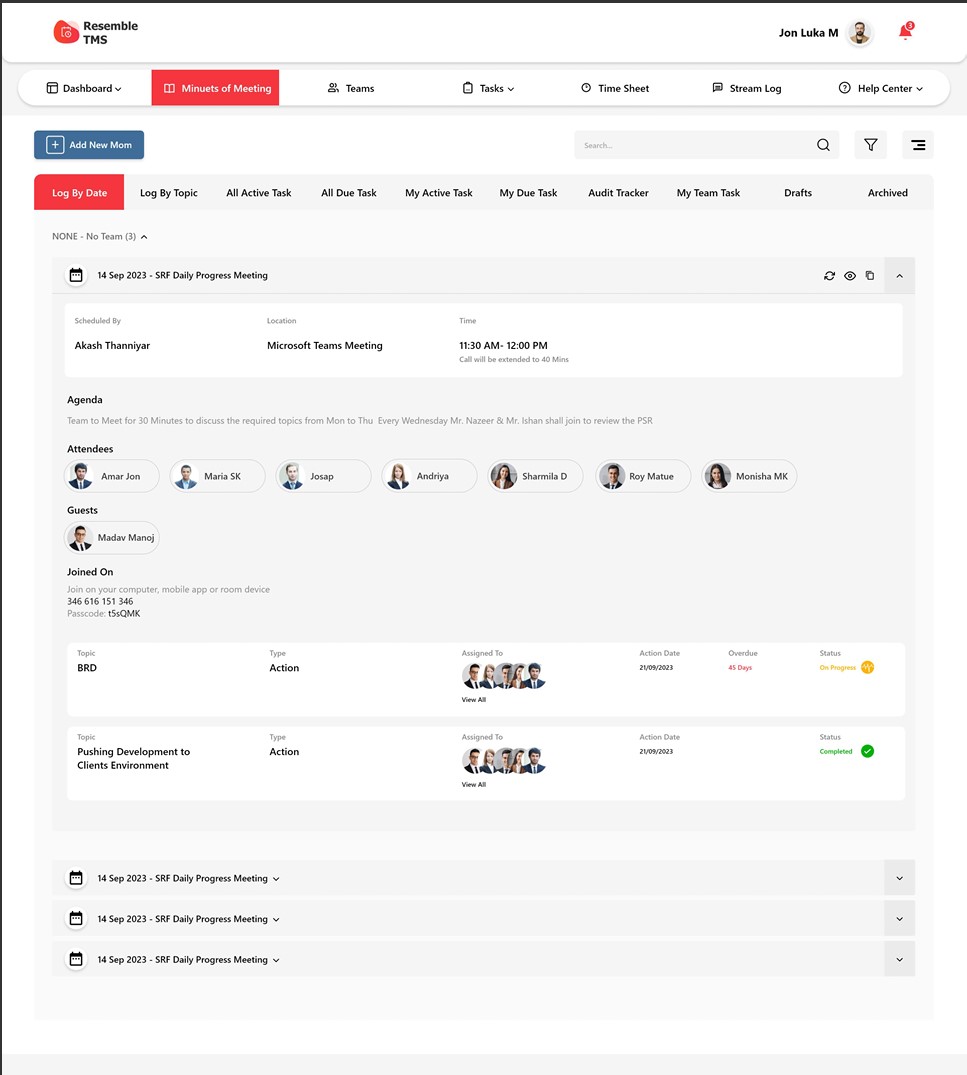 Resemble
TMS
Jon Luka M
3
Dashboard
Minuets of Meeting
Teams
Tasks
Time Sheet
Stream Log
Help Center
Add New Mom
Search...
Log By Date
Log By Topic
All Active Task
All Due Task
My Active Task
My Due Task
Audit Tracker
My Team Task
Drafts
Archived
NONE - No Team (3)
14 Sep 2023 - SRF Daily Progress Meeting
Scheduled By
Location
Time
Akash Thanniyar
Microsoft Teams Meeting
11:30 AM- 12:00 PM
Call will be extended to 40 Mins
Agenda
Team to Meet for 30 Minutes to discuss the required topics from Mon to Thu  Every Wednesday Mr. Nazeer & Mr. Ishan shall join to review the PSR
Attendees
Amar Jon
Maria SK
Josap
Andriya
Sharmila D
Roy Matue
Monisha MK
Guests
Madav Manoj
Joined On
Join on your computer, mobile app or room device
346 616 151 346
Passcode: t5sQMK
Topic
Type
Assigned To
Action Date
Overdue
Status
BRD
Action
21/09/2023
45 Days
On Progress
View All
Topic
Type
Assigned To
Action Date
Status
Pushing Development to
Clients Environment
Action
21/09/2023
Completed
View All
14 Sep 2023 - SRF Daily Progress Meeting
14 Sep 2023 - SRF Daily Progress Meeting
14 Sep 2023 - SRF Daily Progress Meeting